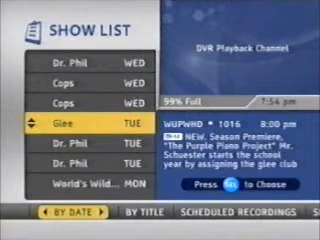 SHOW LIST
Dr. Phil WED
Cops WED
Cops WED
Glee TUE
Dr. Phil TUE
Dr. Phil TUE
World's Wild... MON
DVR Playback Channel
99% Full 7:54 pm
WUPWHD • 1016 8:00 pm
NEW. Season Premiere.
"The Purple Piano Project" Mr.
Schuester starts the school
year by assigning the glee club
Press to Choose
BY DATE BY TITLE SCHEDULED RECORDINGS